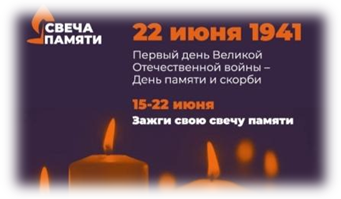 СВЕЧА
ПАМЯТИ
22 июня 1941
Первый день Великой
Отечественной войны –
День памяти и скорби
15-22 июня
Зажги свою свечу памяти